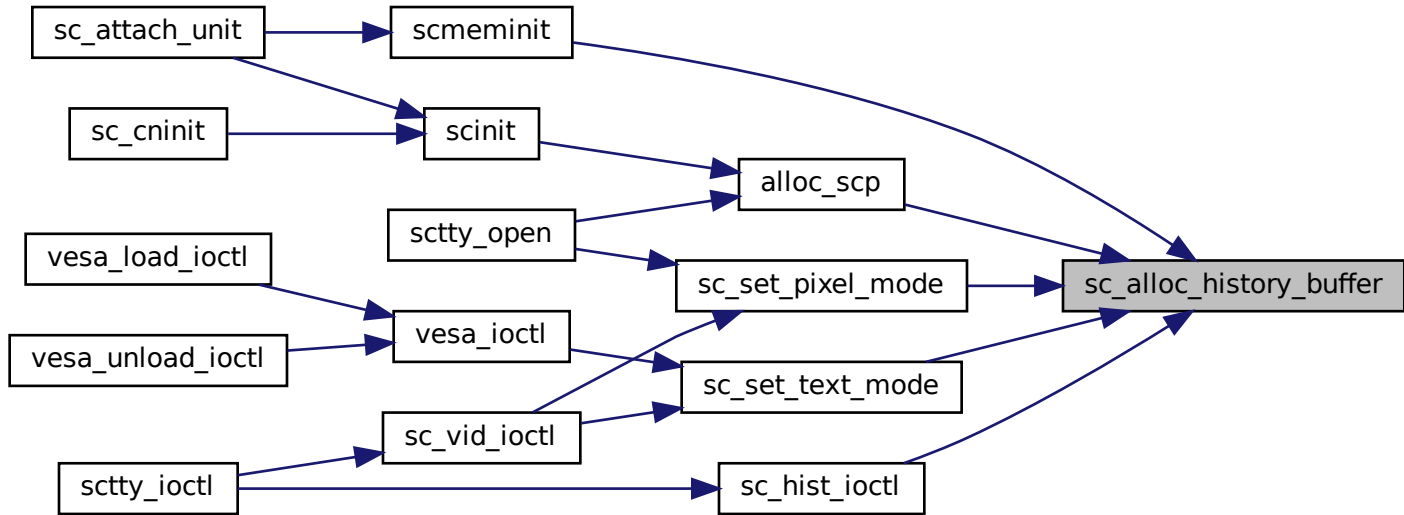 sc_attach_unit
scmeminit
sc_cninit
scinit
alloc_scp
sctty_open
vesa_load_ioctl
sc_set_pixel_mode
sc_alloc_history_buffer
vesa_ioctl
vesa_unload_ioctl
sc_set_text_mode
sc_vid_ioctl
sctty_ioctl
sc_hist_ioctl